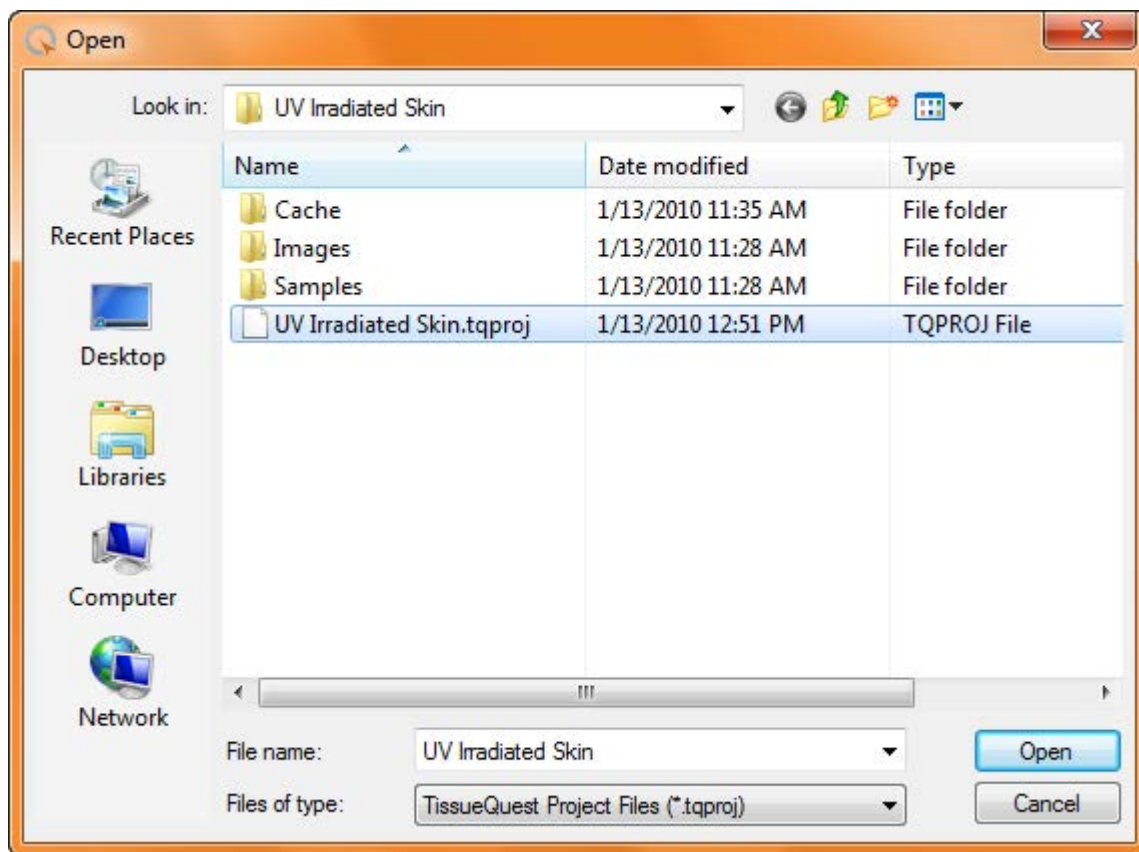 Open
Look in: UV Irradiated Skin
Name Date modified Type
Cache 1/13/2010 11:35 AM File folder
Images 1/13/2010 11:28 AM File folder
Samples 1/13/2010 11:28 AM File folder
UV Irradiated Skin.tqproj 1/13/2010 12:51 PM TQPROJ File
Recent Places
Desktop
Libraries
Computer
Network
File name: UV Irradiated Skin Open
Files of type: TissueQuest Project Files (*.tqproj) Cancel